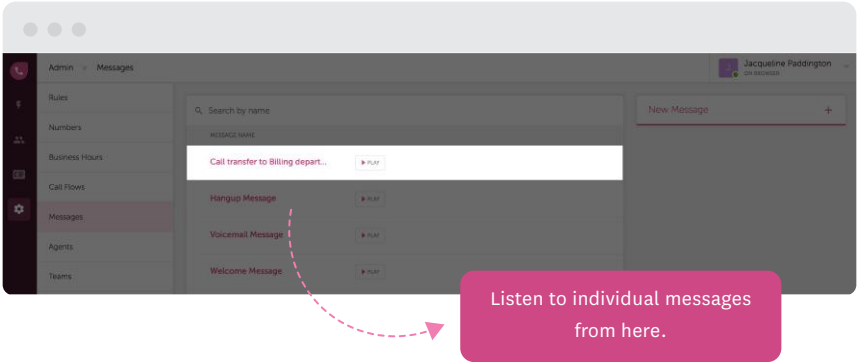 Admin Messages
Jacqueline Paddington
ON BROWSER
Rules
Numbers
Business Hours
Call Flows
Messages
Agents
Teams
Search by name
MESSAGE NAME
Call transfer to Billing depart...
PLAY
Hangup Message
PLAY
Voicemail Message
PLAY
Welcome Message
PLAY
New Message +
Listen to individual messages
from here.